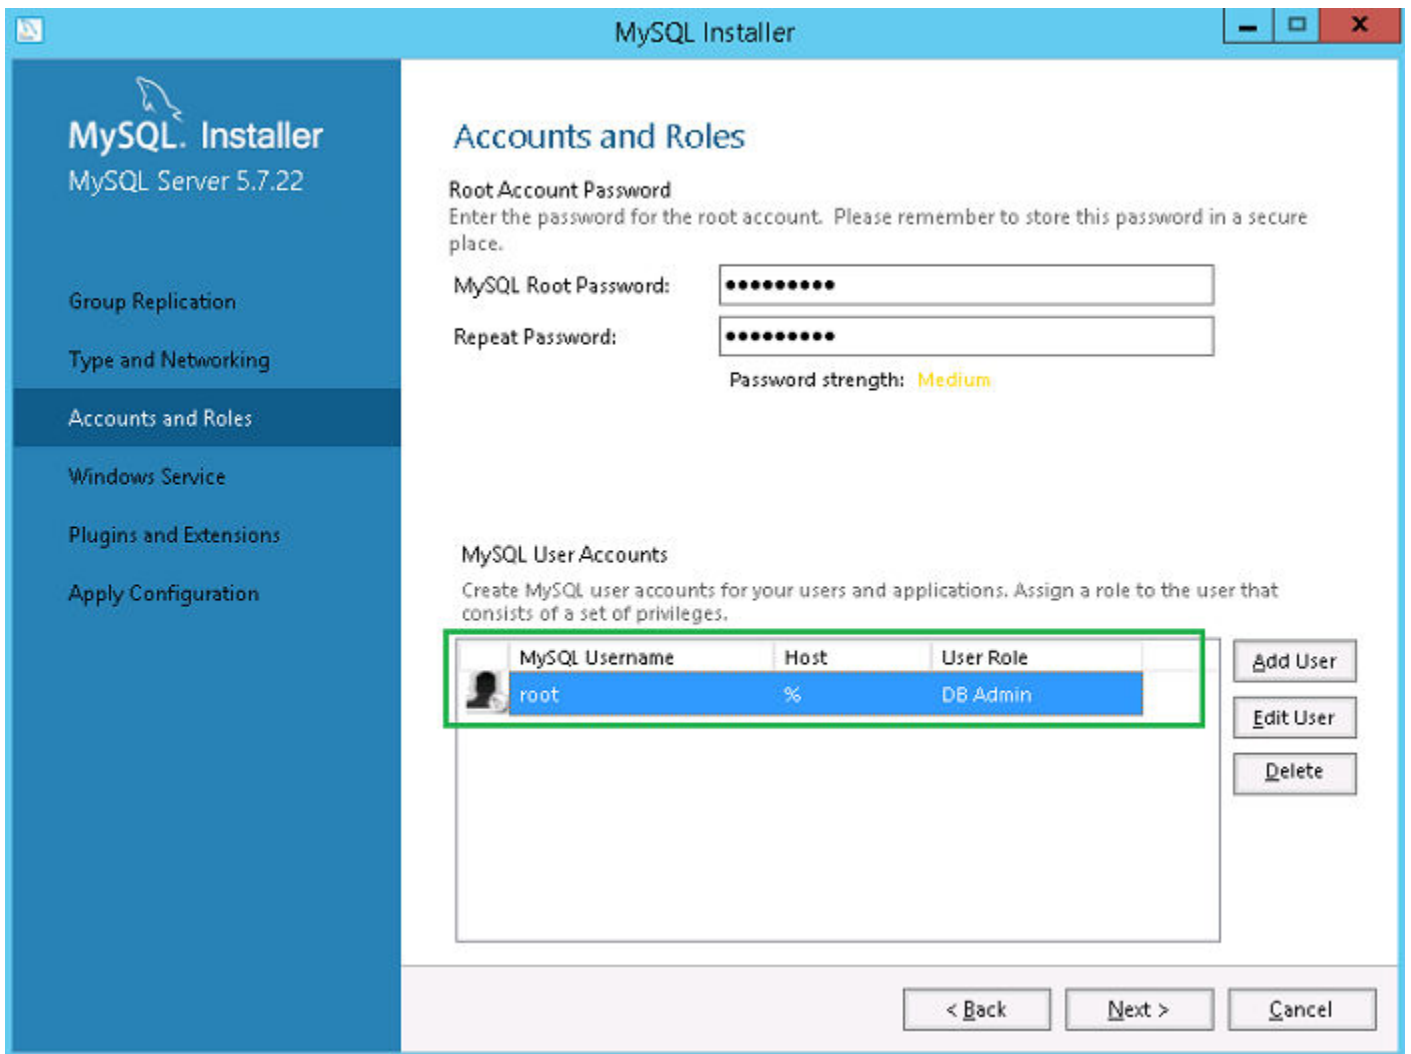 MySQL Installer
MySQL. Installer
MySQL Server 5.7.22
Group Replication
Type and Networking
Accounts and Roles
Windows Service
Plugins and Extensions
Apply Configuration
Accounts and Roles
Root Account Password
Enter the password for the root account.  Please remember to store this password in a secure
place.
MySQL Root Password: ●●●●●●●●●
Repeat Password: ●●●●●●●●●
Password strength: Medium
MySQL User Accounts
Create MySQL user accounts for your users and applications. Assign a role to the user that
consists of a set of privileges.
MySQL Username Host User Role
root % DB Admin
Add User
Edit User
Delete
< Back Next > Cancel